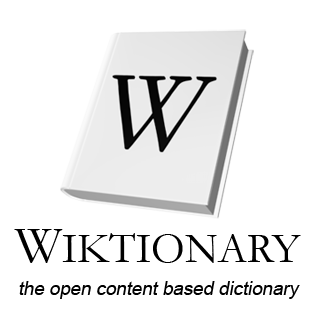 W
WIKTIONARY
the open content based dictionary